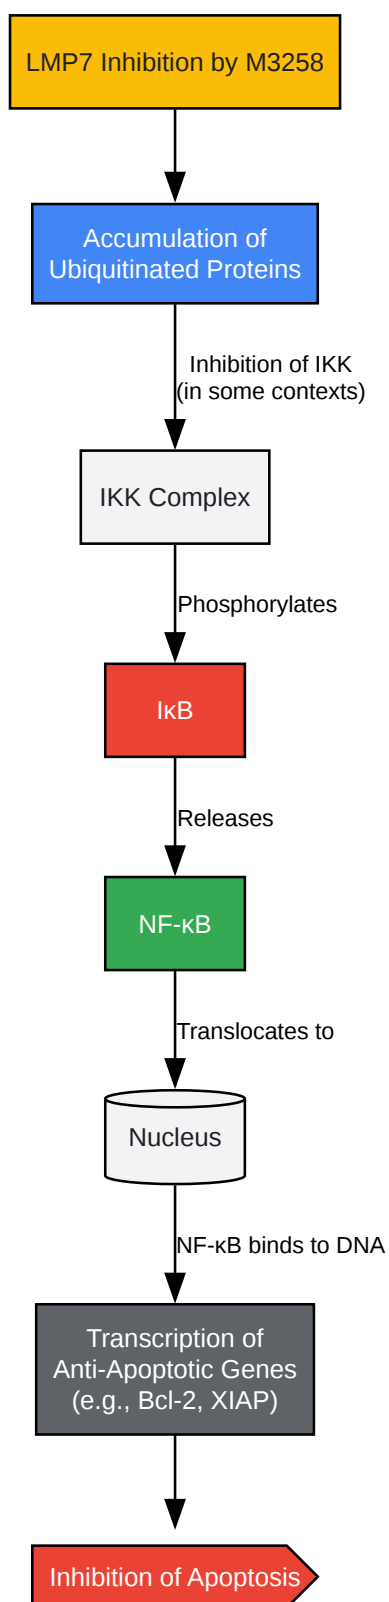 LMP7 Inhibition by M3258
Accumulation of
Ubiquitinated Proteins
Inhibition of IKK
(in some contexts)
IKK Complex
Phosphorylates
IκB
Releases
NF-κB
Translocates to
Nucleus
NF-κB binds to DNA
Transcription of
Anti-Apoptotic Genes
(e.g., Bcl-2, XIAP)
Inhibition of Apoptosis